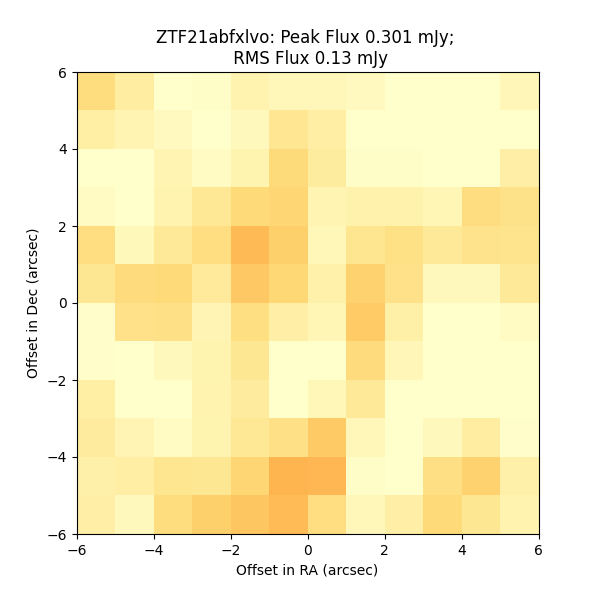 ZTF21abfxlvo: Peak Flux 0.301 mJy;
RMS Flux 0.13 mJy
6
4
2
0
−2
−4
−6
Offset in Dec (arcsec)
−6 −4 −2 0 2 4 6
Offset in RA (arcsec)